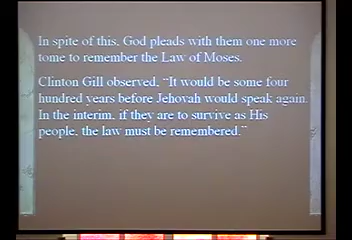 In spite of this, God pleads with them one more
tome to remember the Law of Moses.
Clinton Gill observed, “It would be some four
hundred years before Jehovah would speak again.
In the interim, if they are to survive as His
people, the law must be remembered.”